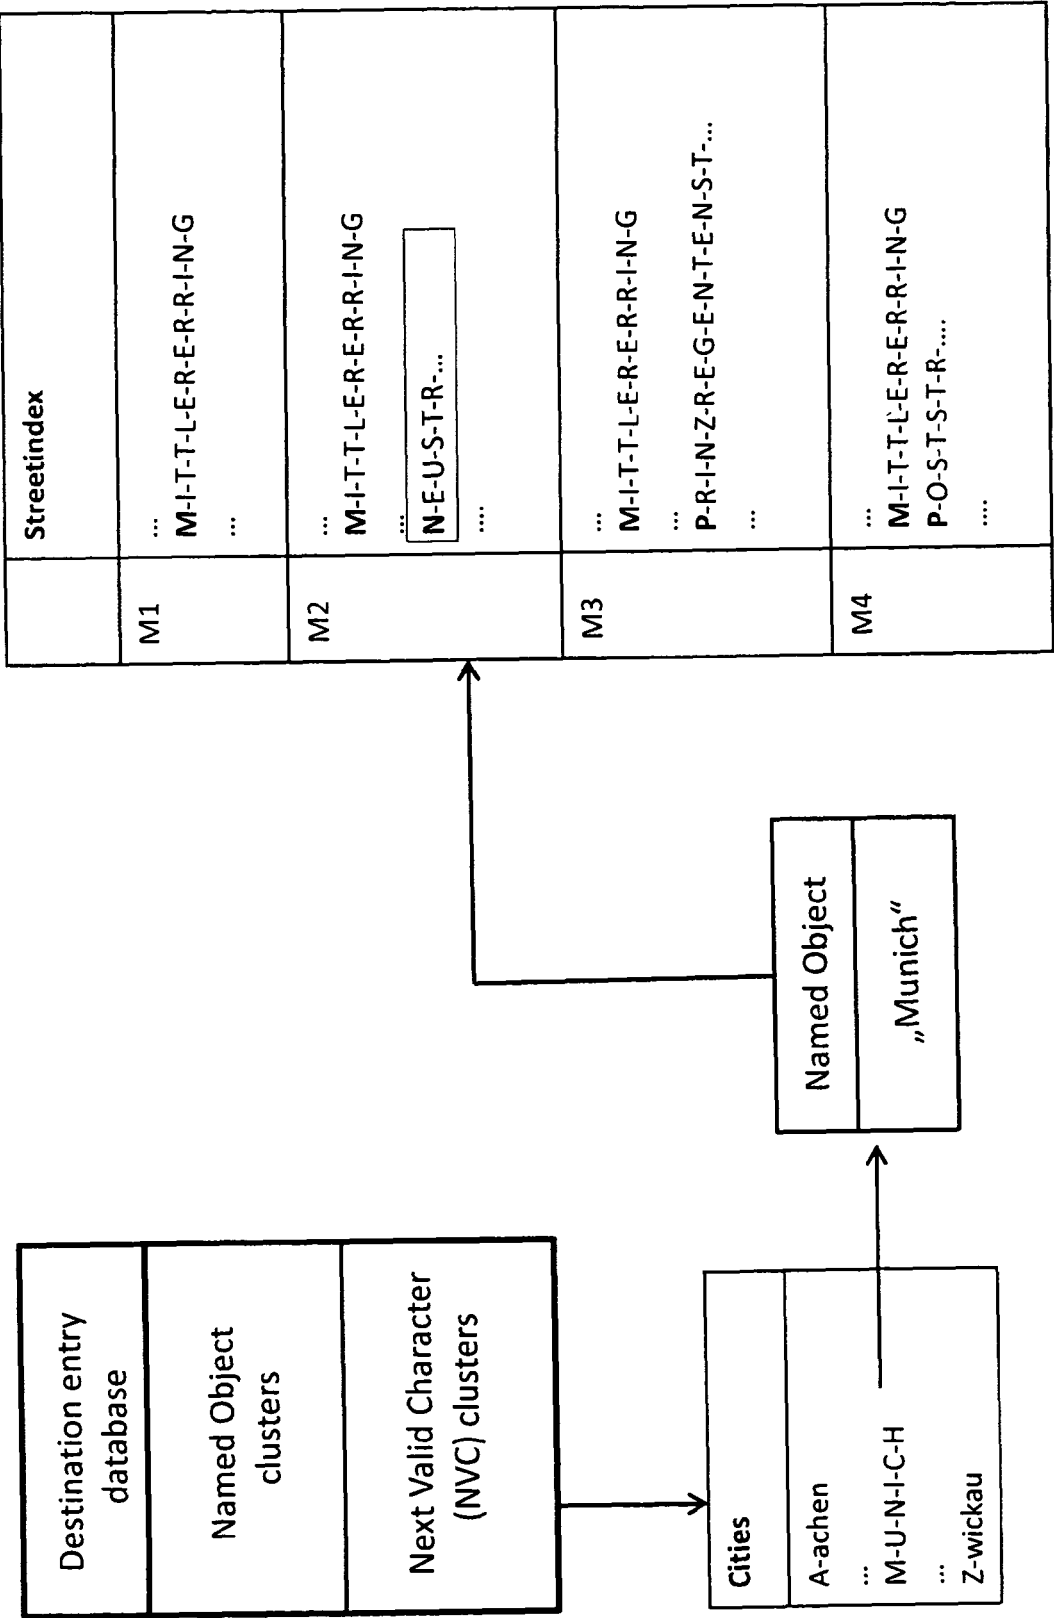 Destination entry
database
Named Object
clusters
Next Valid Character
(NVC) clusters
Cities
A-achen
...
M-U-N-I-C-H
...
Z-wickau
Named Object
„Munich“
Streetindex
M1
...
M-I-T-T-L-E-R-E-R-R-I-N-G
...
M2
...
M-I-T-T-L-E-R-E-R-R-I-N-G
...
N-E-U-S-T-R-...
....
M3
...
M-I-T-T-L-E-R-E-R-R-I-N-G
...
P-R-I-N-Z-R-E-G-E-N-T-E-N-S-T-...
...
M4
...
M-I-T-T-L-E-R-E-R-R-I-N-G
P-O-S-T-S-T-R-....
....